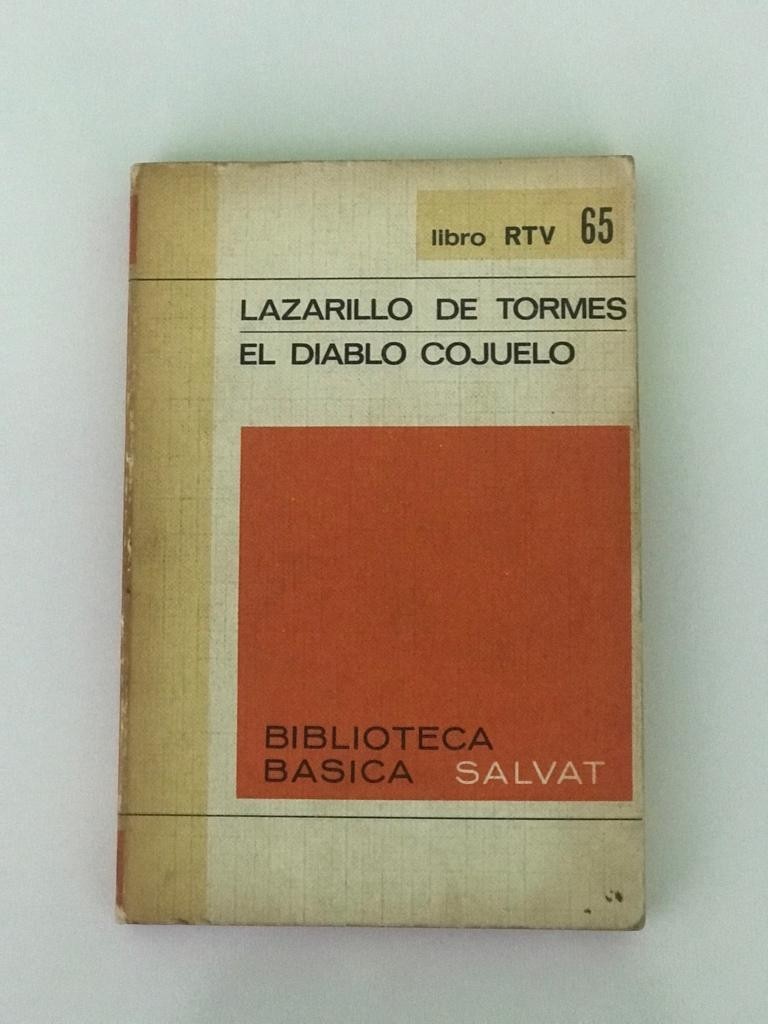 libro RTV 65
LAZARILLO DE TORMES
EL DIABLO COJUELO
BIBLIOTECA
BASICA SALVAT